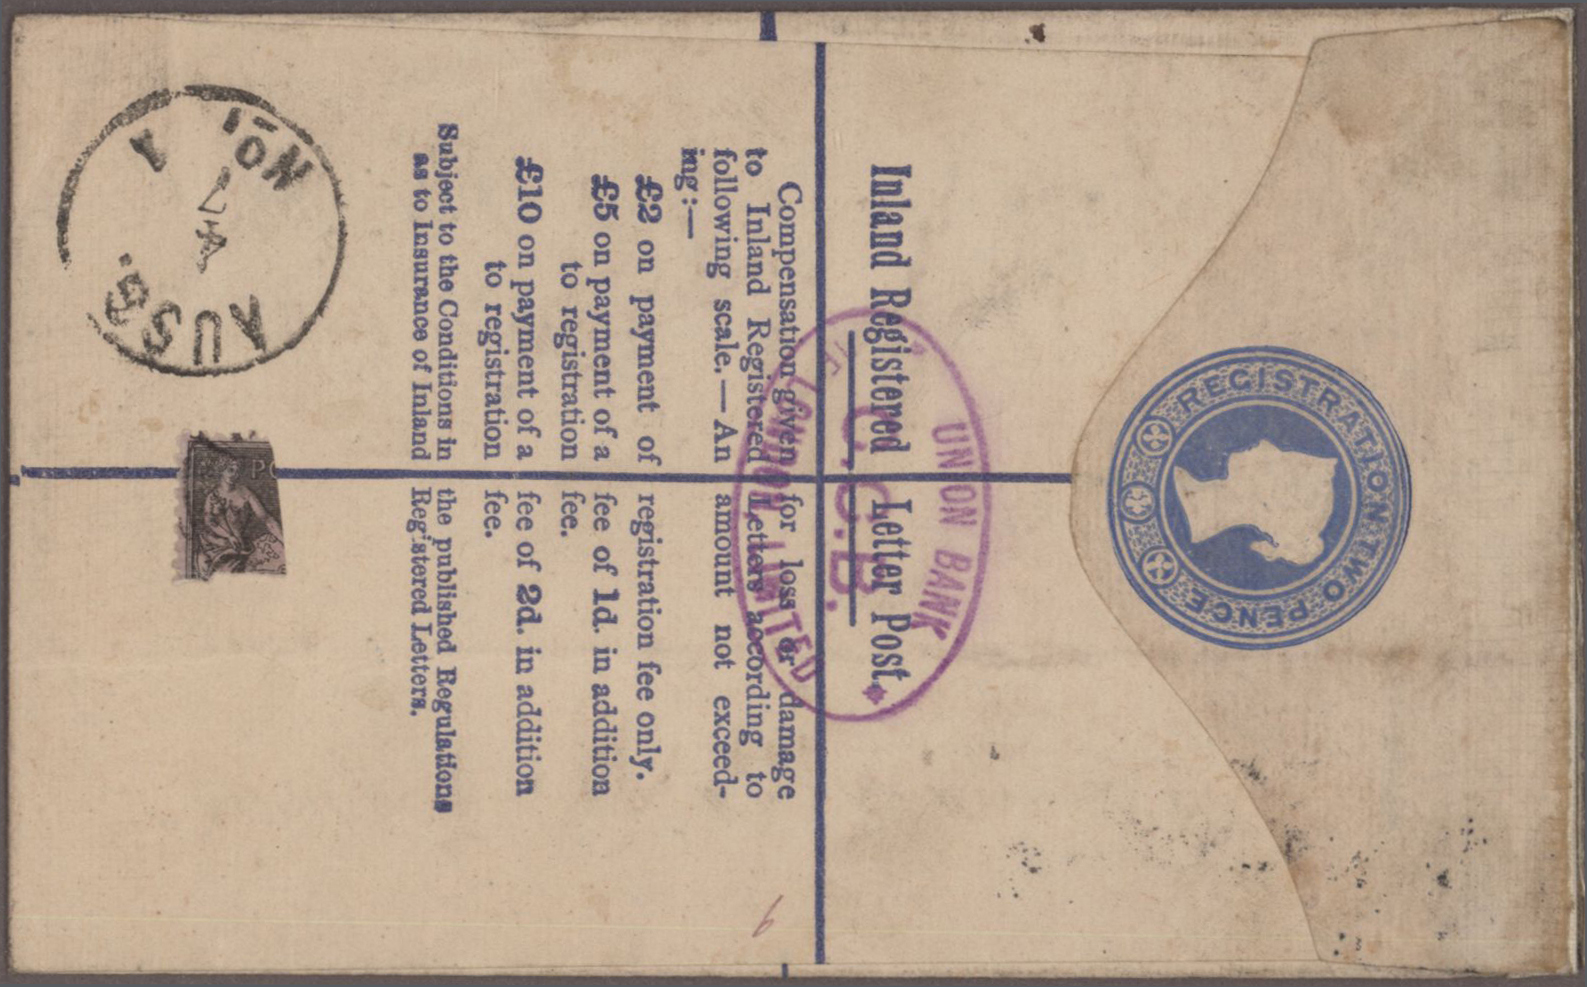 REGISTRATION TWO PENCE
Inland Registered Letter Post.
UNION BANK
C.C.B.
LONDON, LIMITED
Compensation given for loss or damage
to Inland Registered Letters according to
following scale.—An amount not exceed-
ing:—
£2 on payment of registration fee only.
£5 on payment of a fee of 1d. in addition
to registration fee.
£10 on payment of a fee of 2d. in addition
to registration fee.
Subject to the Conditions in the published Regulations
as to Insurance of Inland Registered Letters.
AUSG.
1